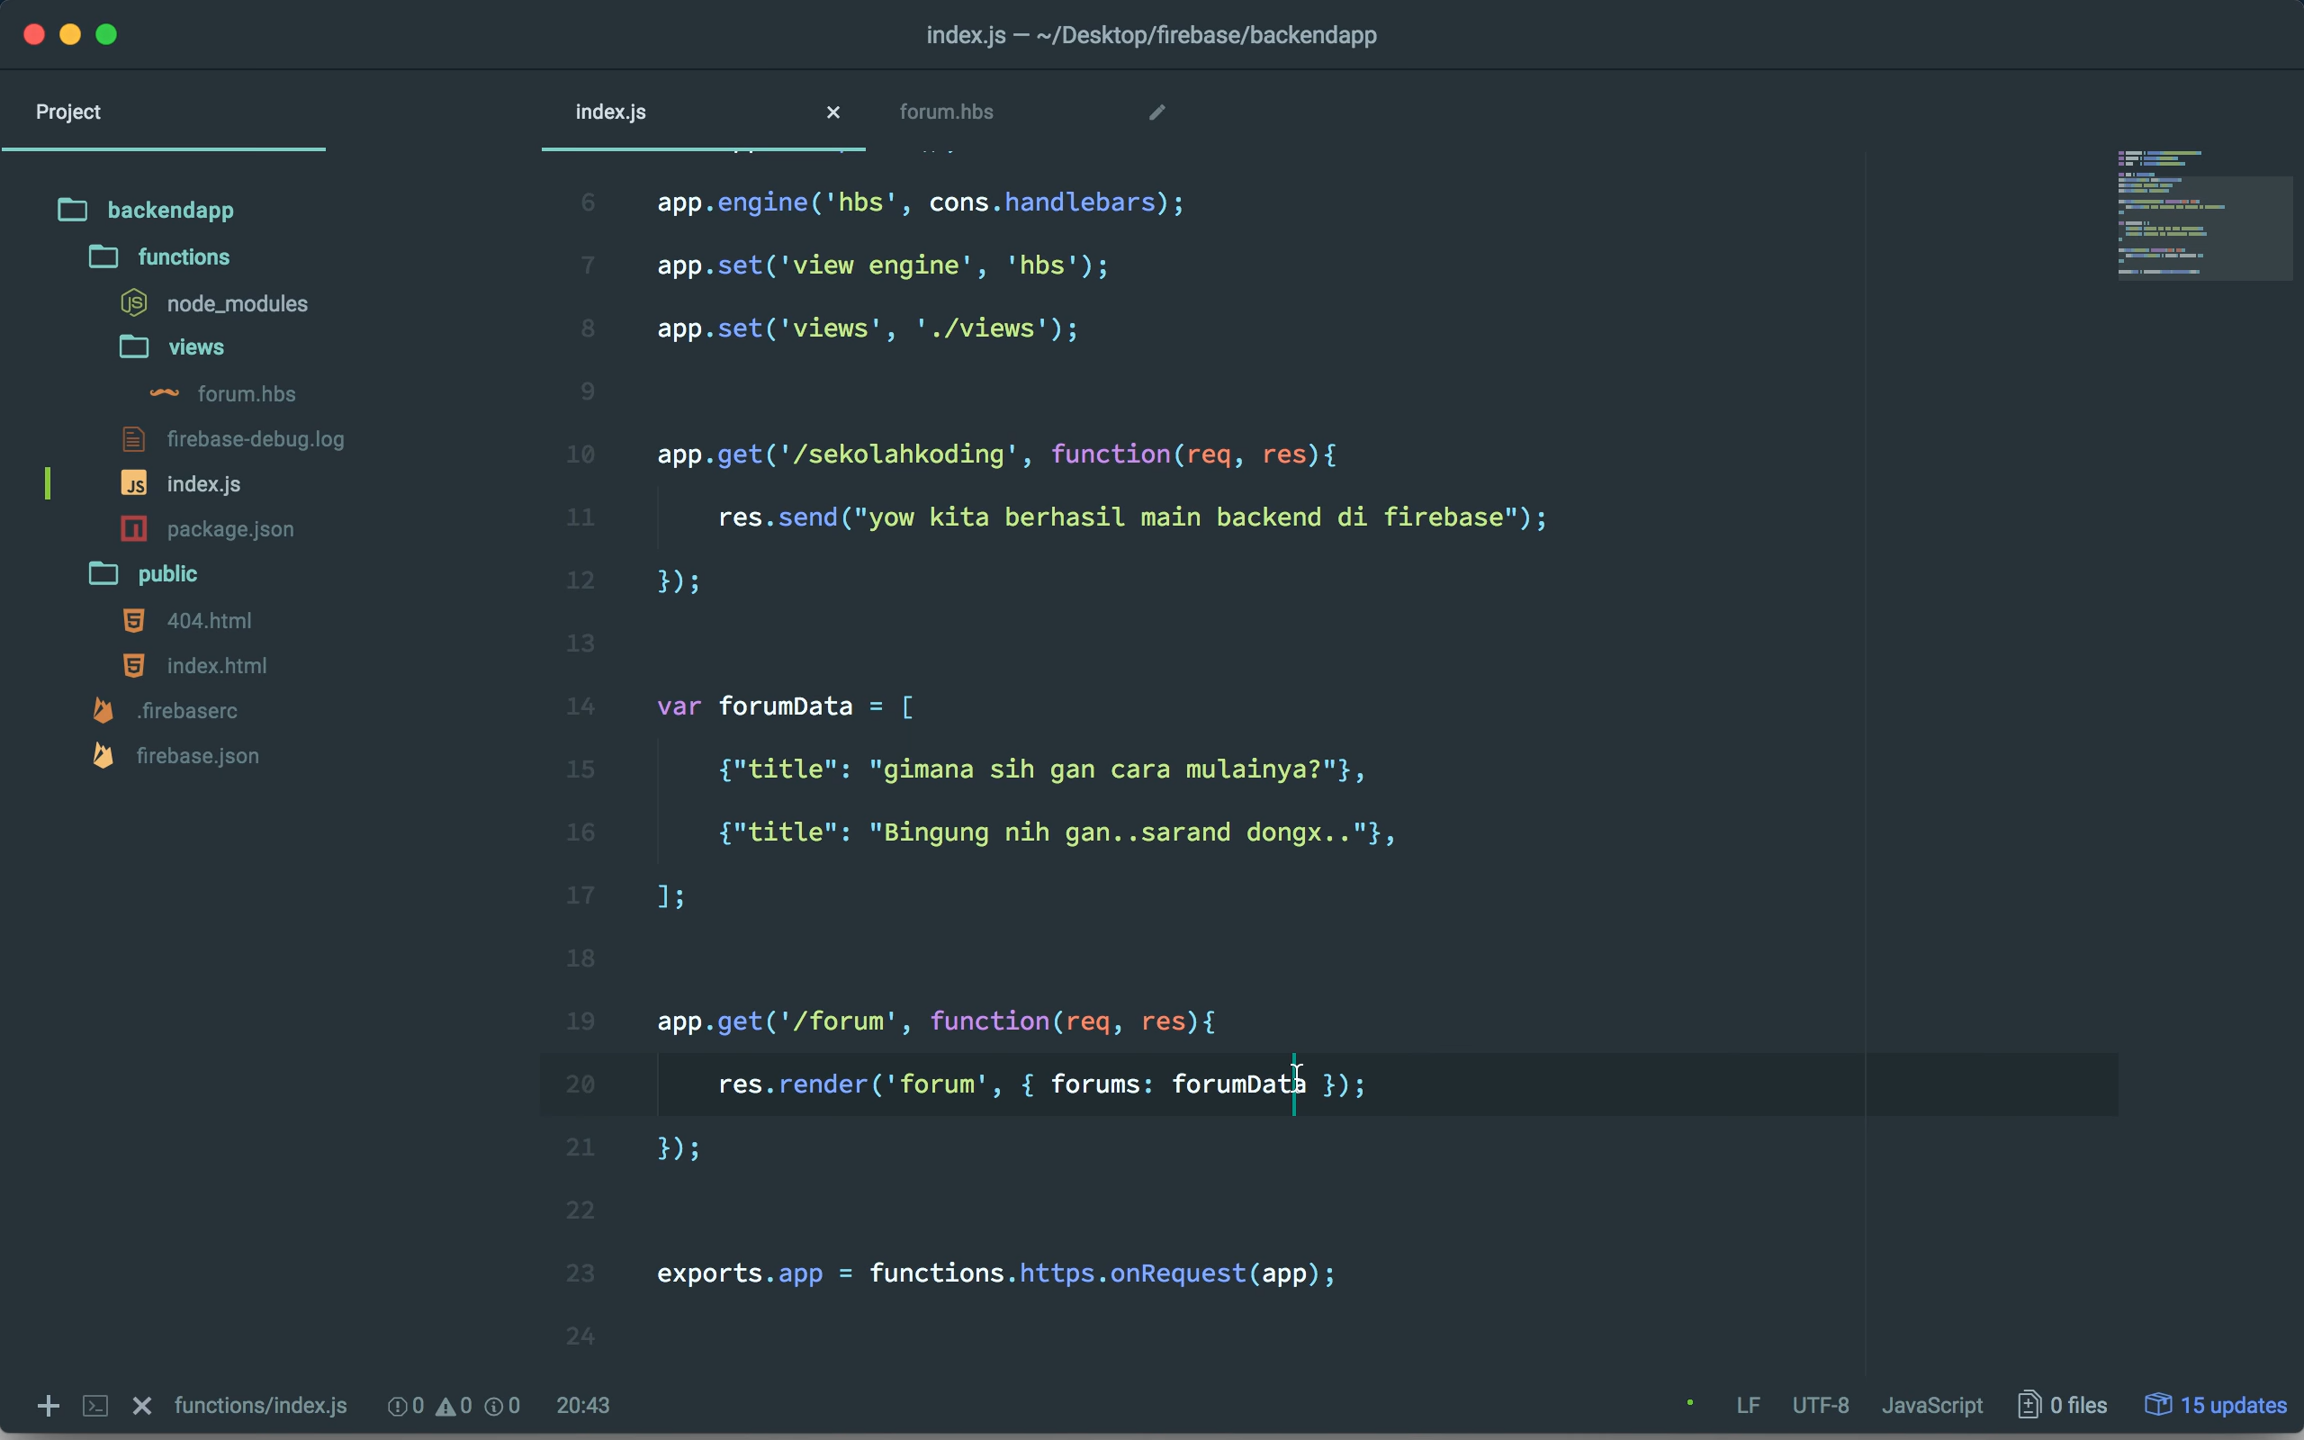 index.js — ~/Desktop/firebase/backendapp
Project
index.js
forum.hbs
backendapp
functions
node_modules
views
forum.hbs
firebase-debug.log
index.js
package.json
public
404.html
index.html
.firebaserc
firebase.json
6 app.engine('hbs', cons.handlebars);
7 app.set('view engine', 'hbs');
8 app.set('views', './views');
9
10 app.get('/sekolahkoding', function(req, res){
11 res.send("yow kita berhasil main backend di firebase");
12 });
13
14 var forumData = [
15 {"title": "gimana sih gan cara mulainya?"},
16 {"title": "Bingung nih gan..sarand dongx.."},
17 ];
18
19 app.get('/forum', function(req, res){
20 res.render('forum', { forums: forumData });
21 });
22
23 exports.app = functions.https.onRequest(app);
24
functions/index.js 0 0 0 20:43
LF UTF-8 JavaScript 0 files 15 updates